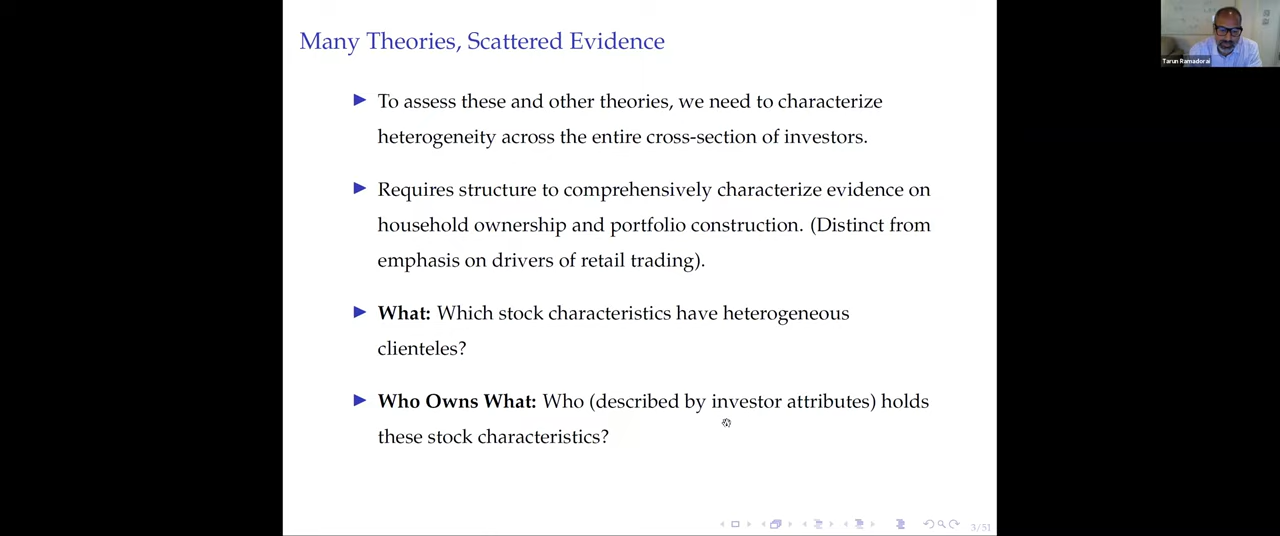 Many Theories, Scattered Evidence
To assess these and other theories, we need to characterize
heterogeneity across the entire cross-section of investors.
Requires structure to comprehensively characterize evidence on
household ownership and portfolio construction. (Distinct from
emphasis on drivers of retail trading).
What: Which stock characteristics have heterogeneous
clienteles?
Who Owns What: Who (described by investor attributes) holds
these stock characteristics?
3/51
Tarun Ramadorai